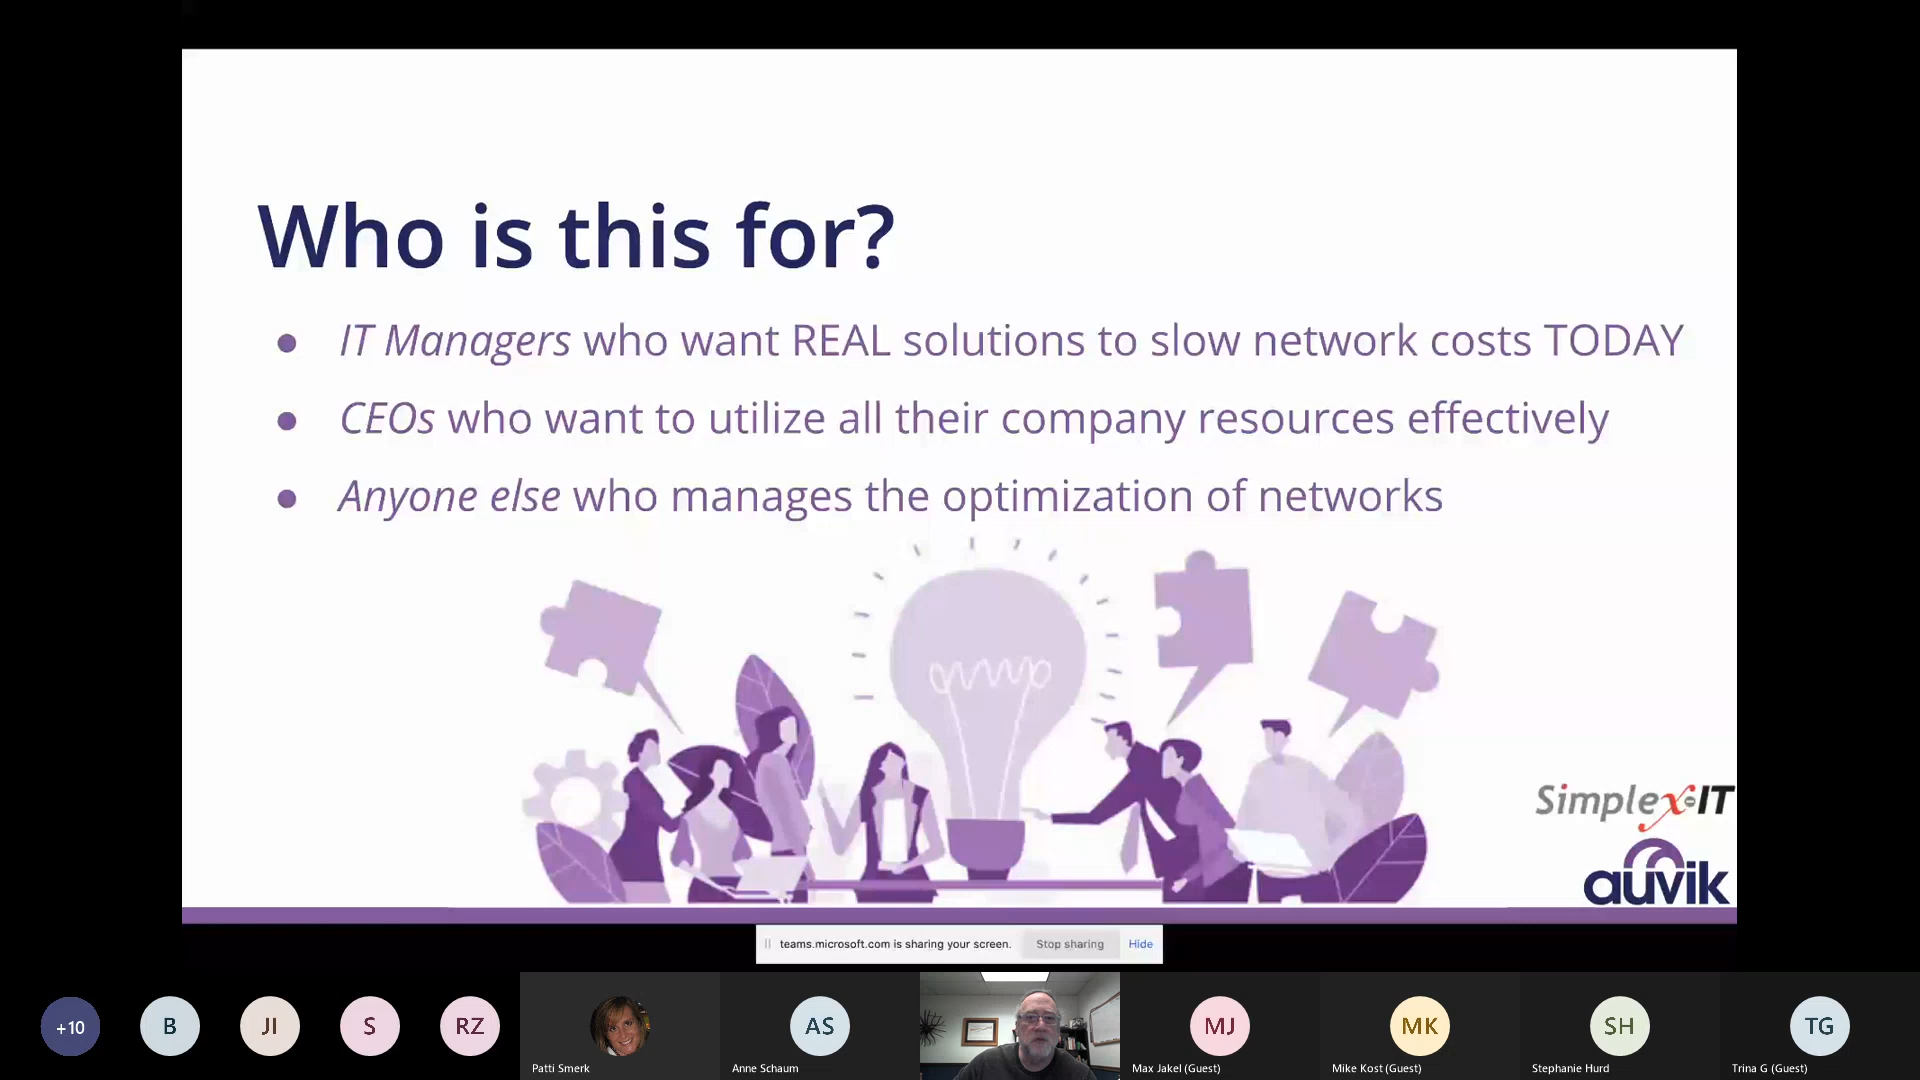 Who is this for?
● IT Managers who want REAL solutions to slow network costs TODAY
● CEOs who want to utilize all their company resources effectively
● Anyone else who manages the optimization of networks
Simplex-IT
auvik
teams.microsoft.com is sharing your screen. Stop sharing Hide
+10 B JI S RZ AS MJ MK SH TG
Patti Smerk Anne Schaum Max Jakel (Guest) Mike Kost (Guest) Stephanie Hurd Trina G (Guest)